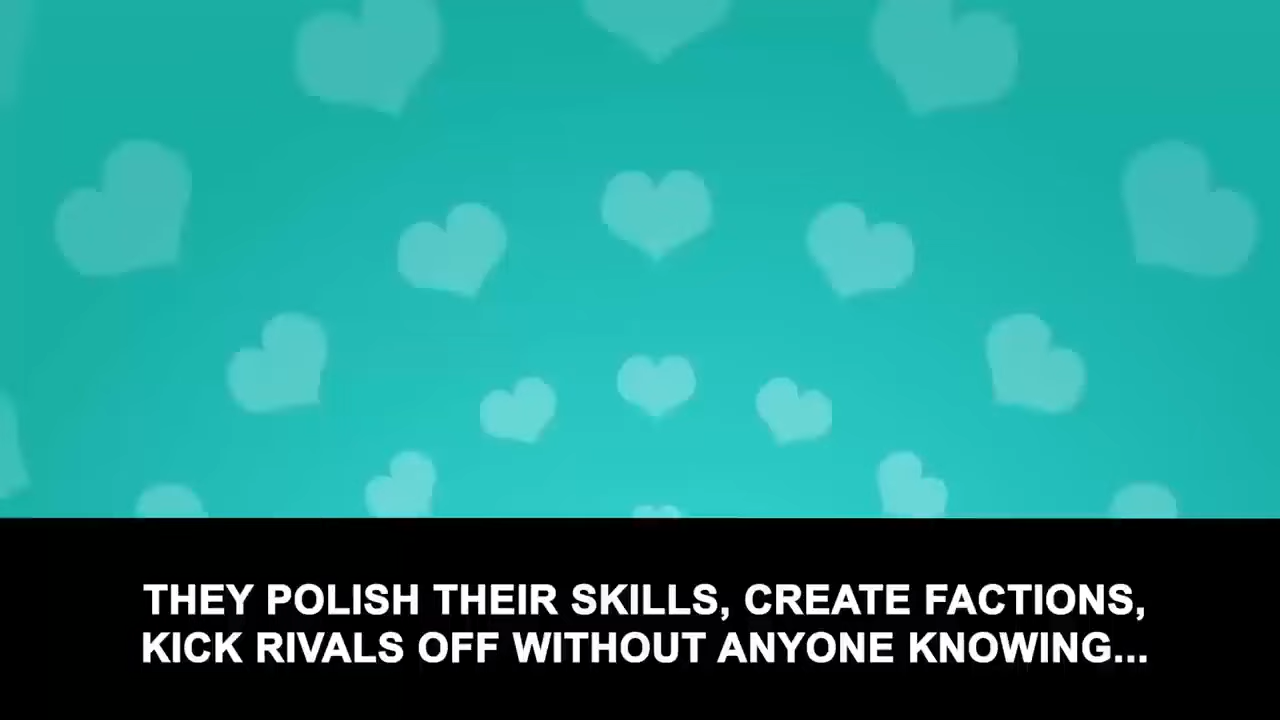 THEY POLISH THEIR SKILLS, CREATE FACTIONS,
KICK RIVALS OFF WITHOUT ANYONE KNOWING...